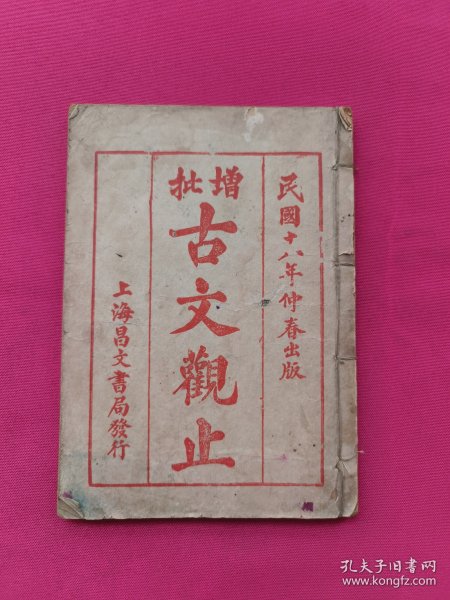 民國十八年仲春出版
增批
古文觀止
上海昌文書局發行
孔夫子旧书网
www.kongfz.com